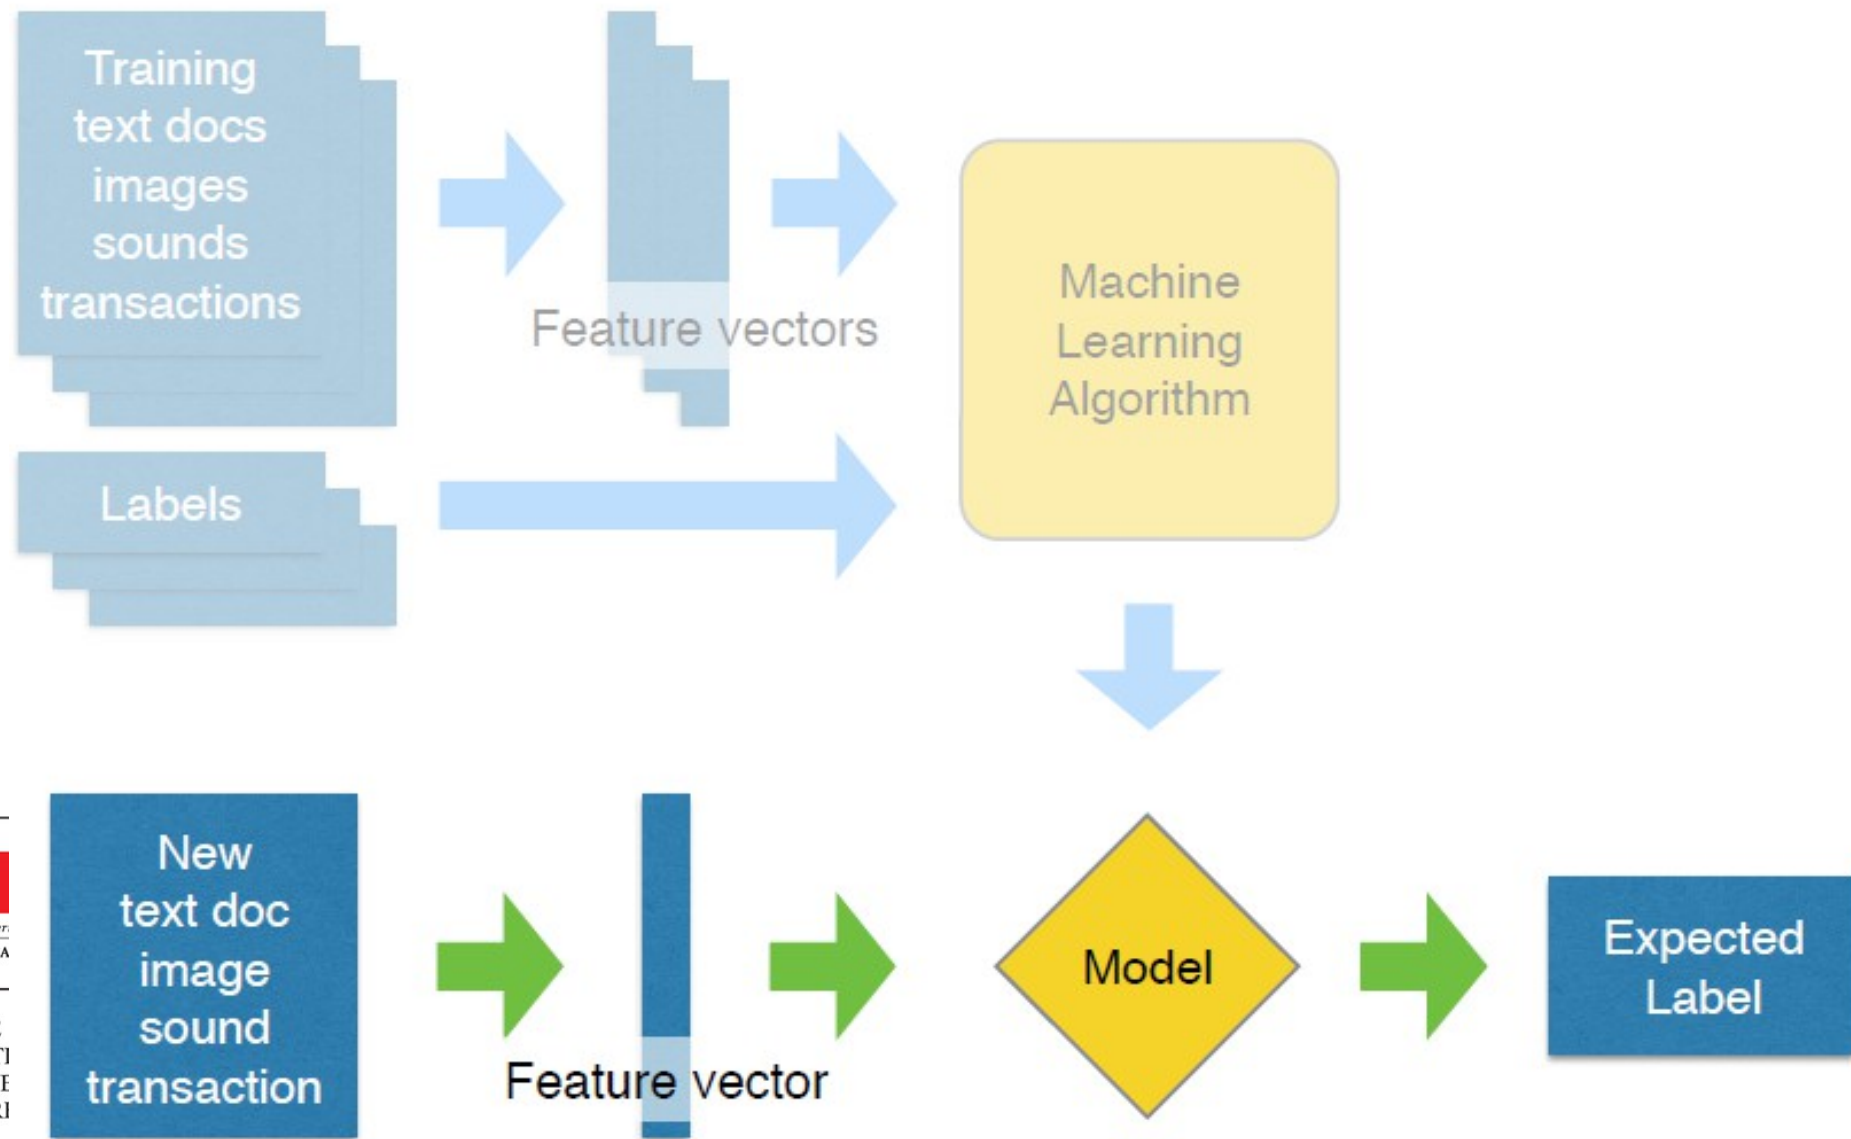 Training
text docs
images
sounds
transactions
Feature vectors
Machine
Learning
Algorithm
Labels
New
text doc
image
sound
transaction
Feature vector
Model
Expected
Label